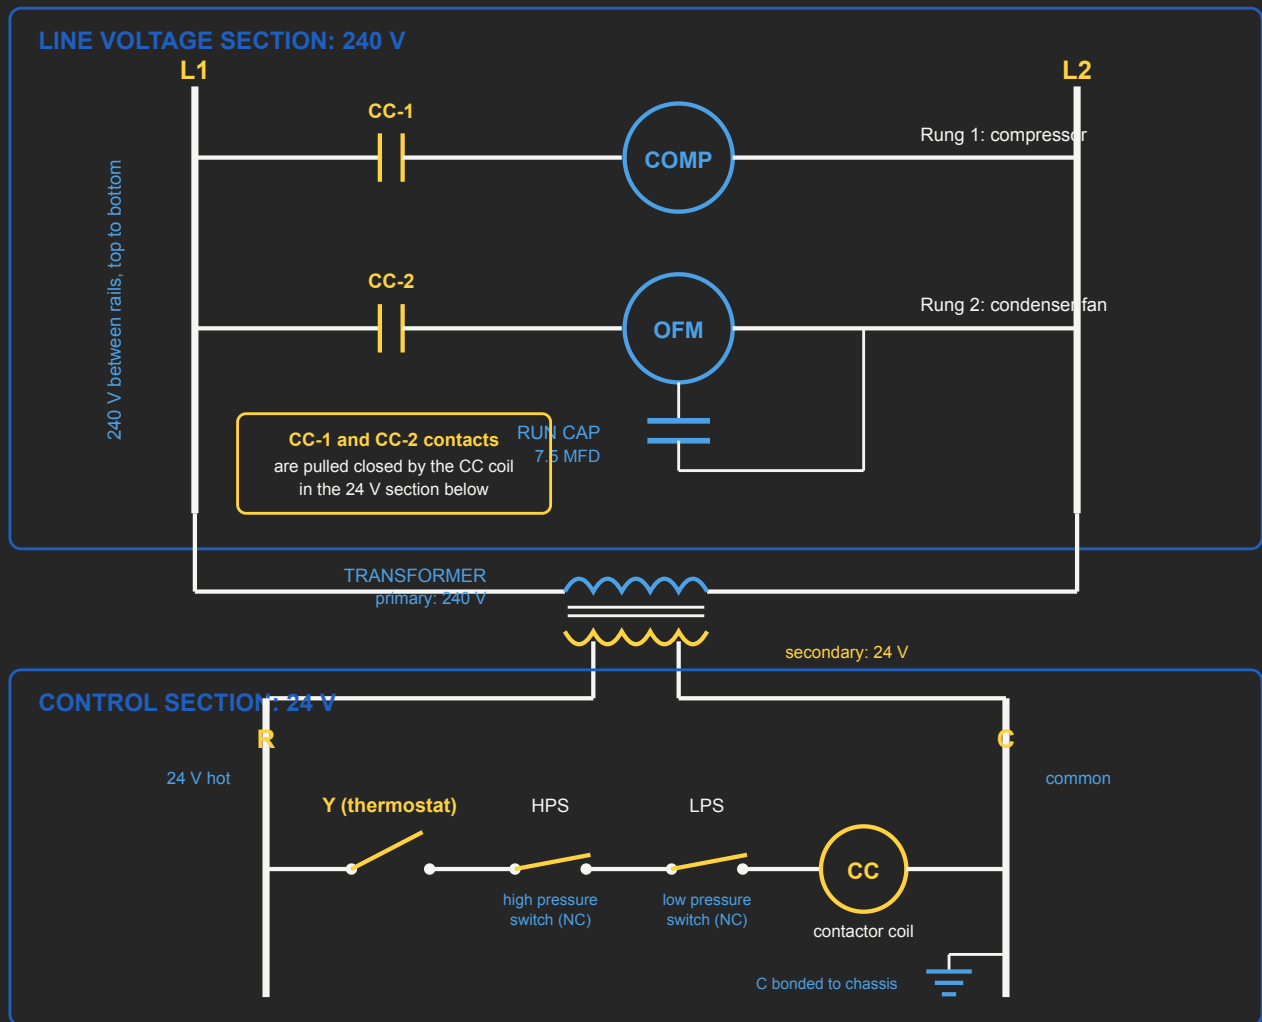 LINE VOLTAGE SECTION: 240 V
L1
L2
CC-1
Rung 1: compressor
COMP
240 V between rails, top to bottom
CC-2
Rung 2: condenser fan
OFM
CC-1 and CC-2 contacts
are pulled closed by the CC coil
in the 24 V section below
RUN CAP
7.5 MFD
TRANSFORMER
primary: 240 V
secondary: 24 V
CONTROL SECTION: 24 V
R
C
24 V hot
common
Y (thermostat)
HPS
LPS
CC
high pressure
switch (NC)
low pressure
switch (NC)
contactor coil
C bonded to chassis